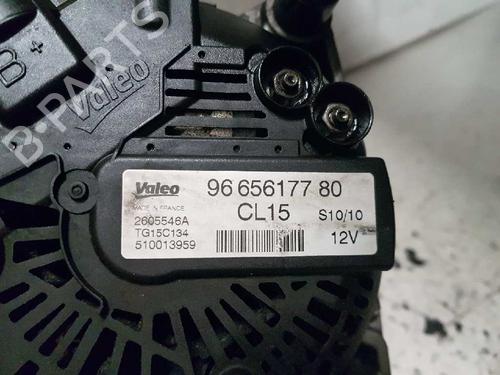 B+
B-PARTS
Valeo
Valeo
MADE IN FRANCE
2605546A
TG15C134
510013959
96 656177 80
CL15
S10/10
12V